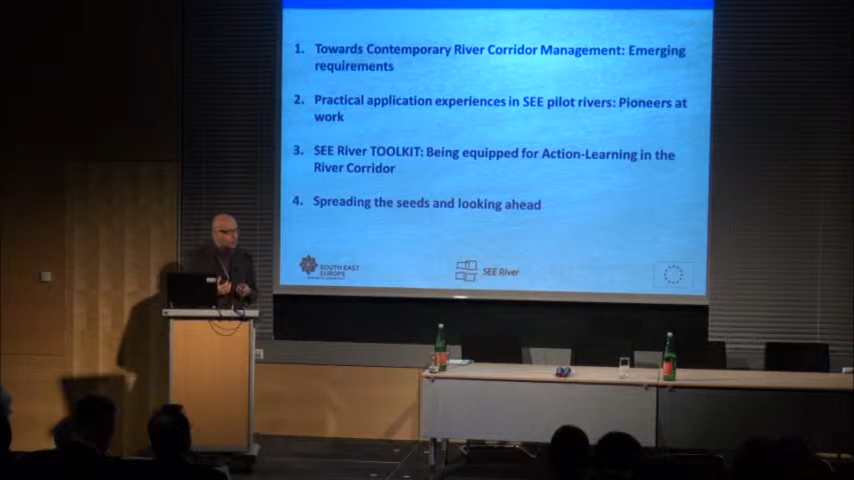 1. Towards Contemporary River Corridor Management: Emerging
requirements
2. Practical application experiences in SEE pilot rivers: Pioneers at
work
3. SEE River TOOLKIT: Being equipped for Action-Learning in the
River Corridor
4. Spreading the seeds and looking ahead
SOUTH EAST
EUROPE
SEE River